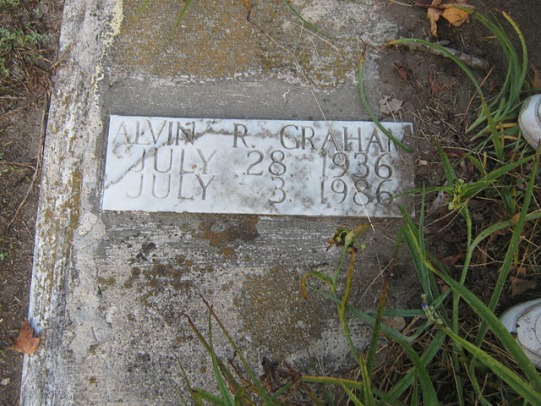 ALVIN R. GRAHAM
JULY 28 1936
JULY 3. 1986